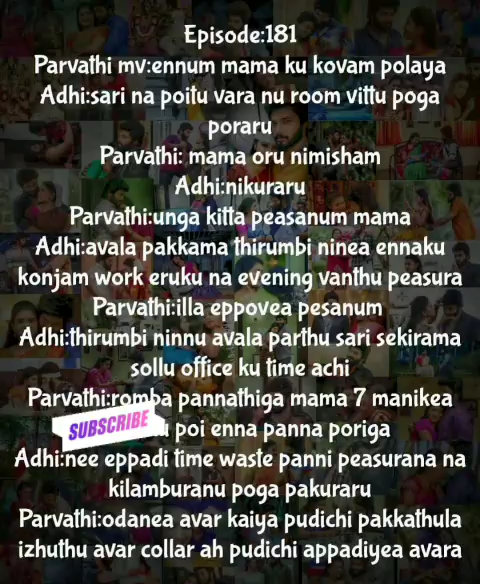 Episode:181
Parvathi mv:ennum mama ku kovam polaya
Adhi:sari na poitu vara nu room vittu poga
poraru
Parvathi: mama oru nimisham
Adhi:nikuraru
Parvathi:unga kitta peasanum mama
Adhi:avala pakkama thirumbi ninea ennaku
konjam work eruku na evening vanthu peasura
Parvathi:illa eppovea pesanum
Adhi:thirumbi ninnu avala parthu sari sekirama
sollu office ku time achi
Parvathi:romba pannathiga mama 7 manikea
SUBSCRIBE poi enna panna poriga
Adhi:nee eppadi time waste panni peasurana na
kilamburanu poga pakuraru
Parvathi:odanea avar kaiya pudichi pakkathula
izhuthu avar collar ah pudichi appadiyea avara